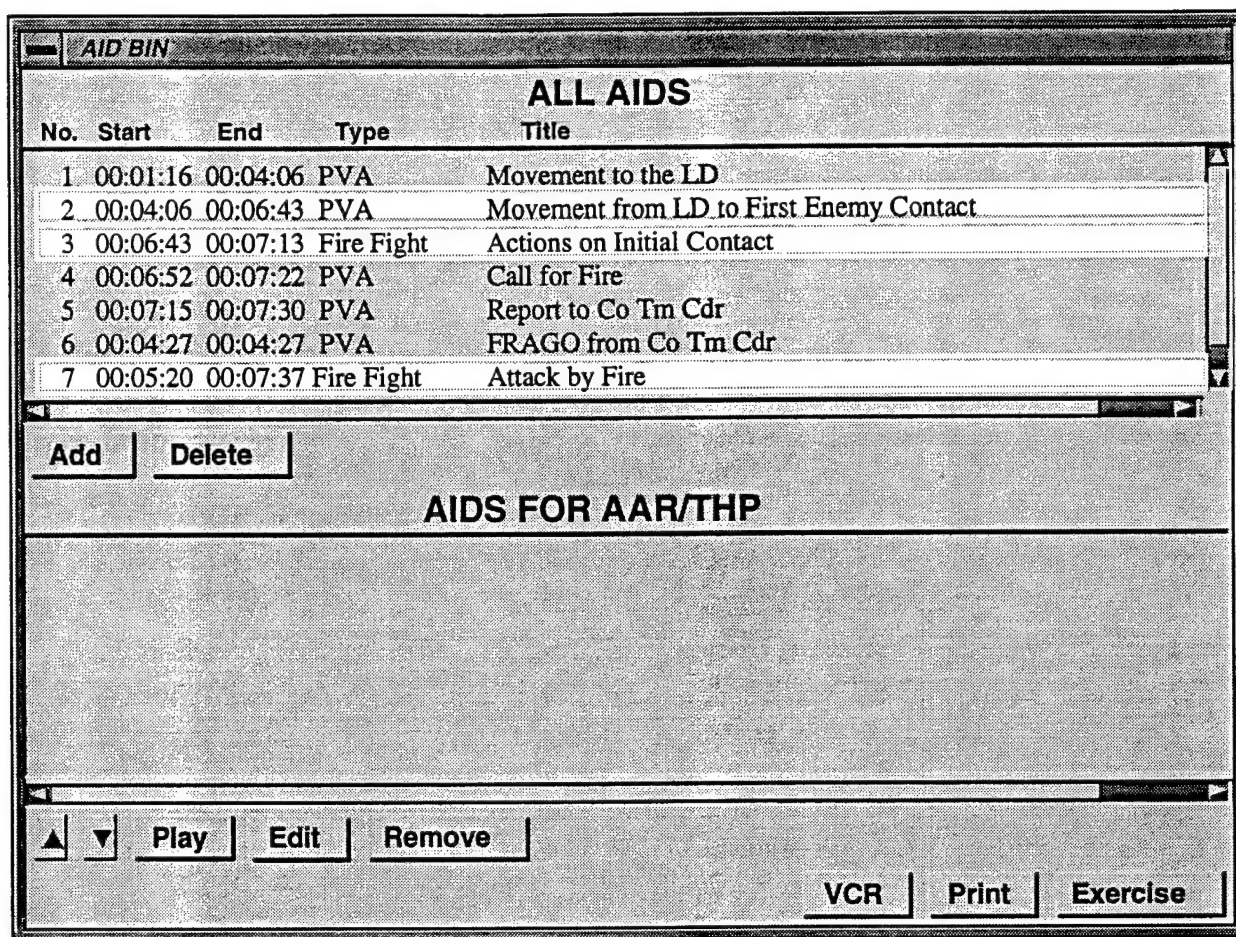 AID BIN
ALL AIDS
No. Start End Type Title
1 00:01:16 00:04:06 PVA Movement to the LD
2 00:04:06 00:06:43 PVA Movement from LD to First Enemy Contact
3 00:06:43 00:07:13 Fire Fight Actions on Initial Contact
4 00:06:52 00:07:22 PVA Call for Fire
5 00:07:15 00:07:30 PVA Report to Co Tm Cdr
6 00:04:27 00:04:27 PVA FRAGO from Co Tm Cdr
7 00:05:20 00:07:37 Fire Fight Attack by Fire
Add Delete
AIDS FOR AAR/THP
Play Edit Remove
VCR Print Exercise